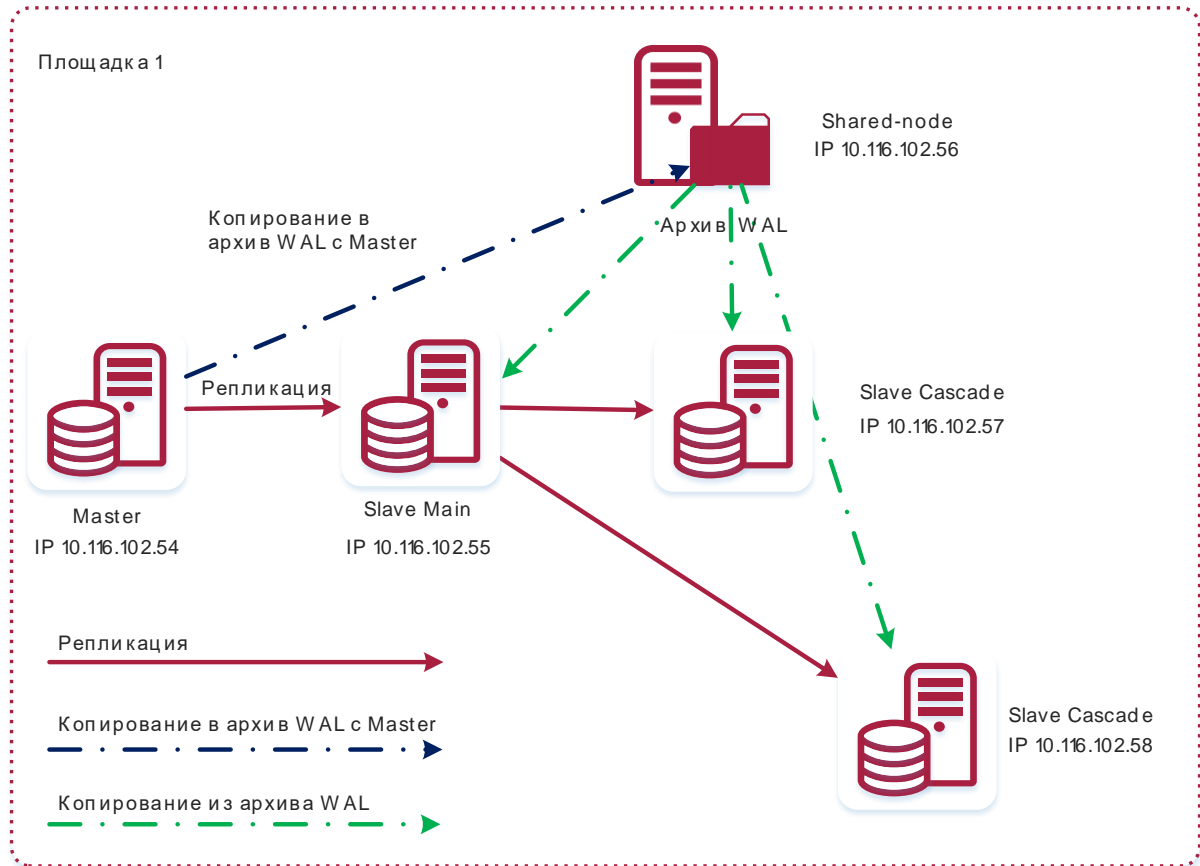 Площадка 1
Shared-node
IP 10.116.102.56
Копирование в
архив WAL с Master
Архив WAL
Репликация
Slave Cascade
IP 10.116.102.57
Master
IP 10.116.102.54
Slave Main
IP 10.116.102.55
Репликация
Копирование в архив WAL с Master
Копирование из архива WAL
Slave Cascade
IP 10.116.102.58